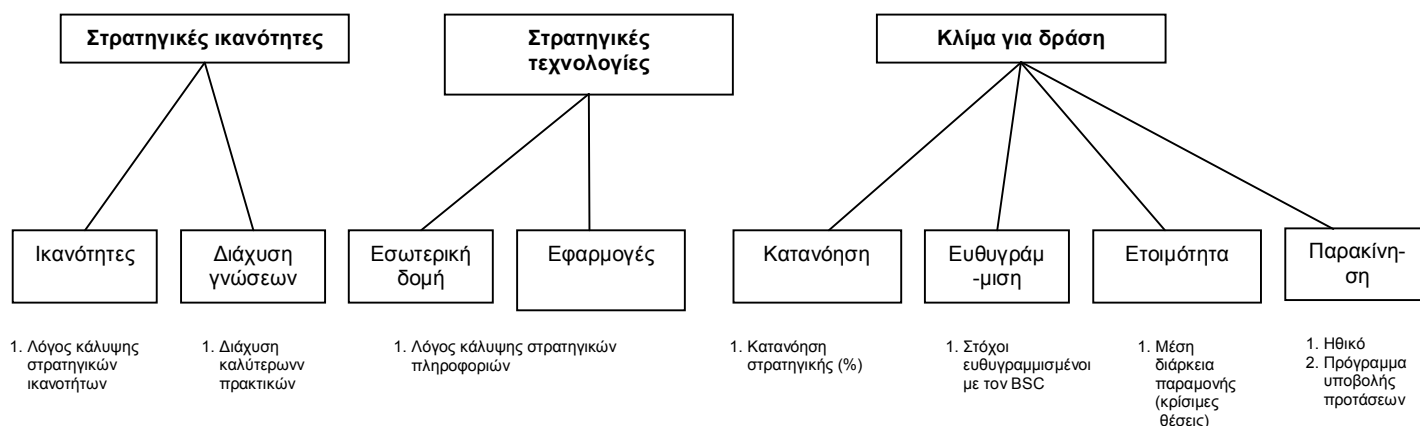 Στρατηγικές ικανότητες
Στρατηγικές
τεχνολογίες
Κλίμα για δράση
Ικανότητες
Διάχυση
γνώσεων
Εσωτερική
δομή
Εφαρμογές
Κατανόηση
Ευθυγράμ
-μιση
Ετοιμότητα
Παρακίνη-
ση
1. Λόγος κάλυψης
στρατηγικών
ικανοτήτων
1. Διάχυση
καλύτερωνν
πρακτικών
1. Λόγος κάλυψης στρατηγικών
πληροφοριών
1. Κατανόηση
στρατηγικής (%)
1. Στόχοι
ευθυγραμμισμένοι
με τον BSC
1. Μέση
διάρκεια
παραμονής
(κρίσιμες
θέσεις)
1. Ηθικό
2. Πρόγραμμα
υποβολής
προτάσεων